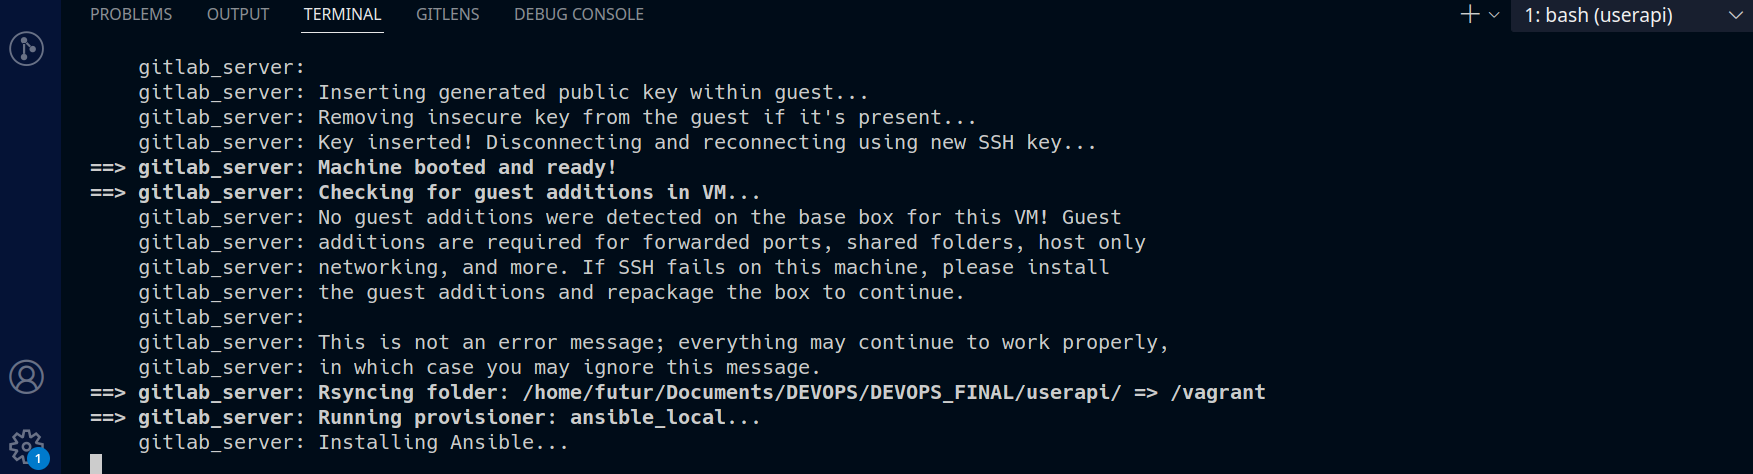 PROBLEMS OUTPUT TERMINAL GITLENS DEBUG CONSOLE 1: bash (userapi)
gitlab_server:
gitlab_server: Inserting generated public key within guest...
gitlab_server: Removing insecure key from the guest if it's present...
gitlab_server: Key inserted! Disconnecting and reconnecting using new SSH key...
==> gitlab_server: Machine booted and ready!
==> gitlab_server: Checking for guest additions in VM...
gitlab_server: No guest additions were detected on the base box for this VM! Guest
gitlab_server: additions are required for forwarded ports, shared folders, host only
gitlab_server: networking, and more. If SSH fails on this machine, please install
gitlab_server: the guest additions and repackage the box to continue.
gitlab_server:
gitlab_server: This is not an error message; everything may continue to work properly,
gitlab_server: in which case you may ignore this message.
==> gitlab_server: Rsyncing folder: /home/futur/Documents/DEVOPS/DEVOPS_FINAL/userapi/ => /vagrant
==> gitlab_server: Running provisioner: ansible_local...
gitlab_server: Installing Ansible...
1